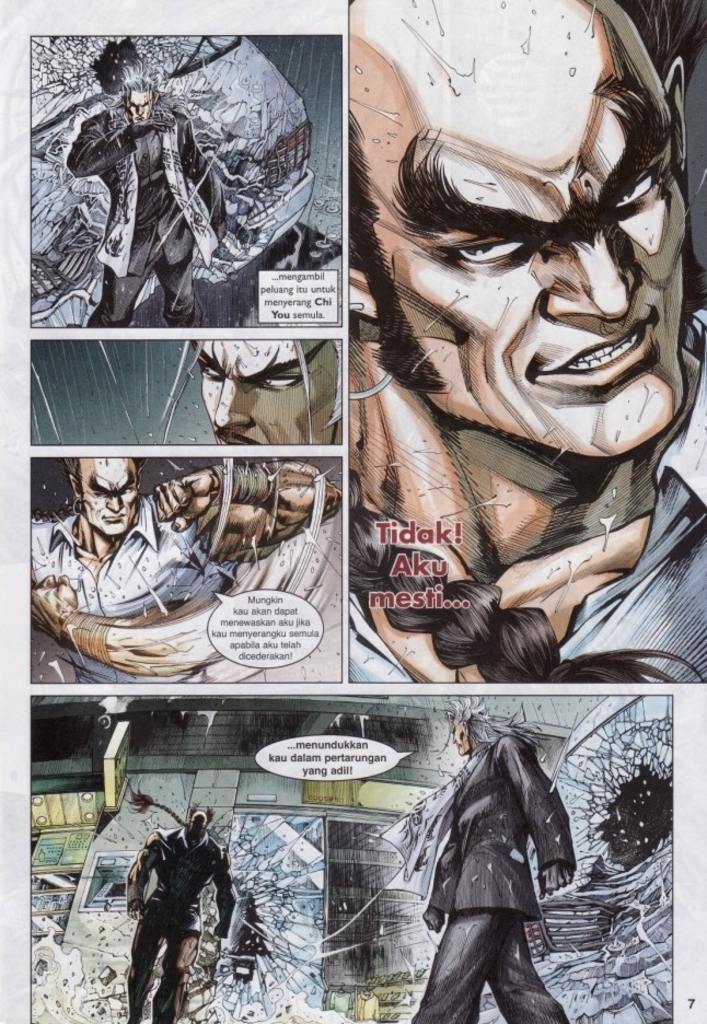 ...mengambil
peluang itu untuk
menyerang Chi
You semula.
Mungkin
kau akan dapat
menewaskan aku jika
kau menyerangku semula
apabila aku telah
dicederakan!
Tidak!
Aku
mesti...
...menundukkan
kau dalam pertarungan
yang adil!
7